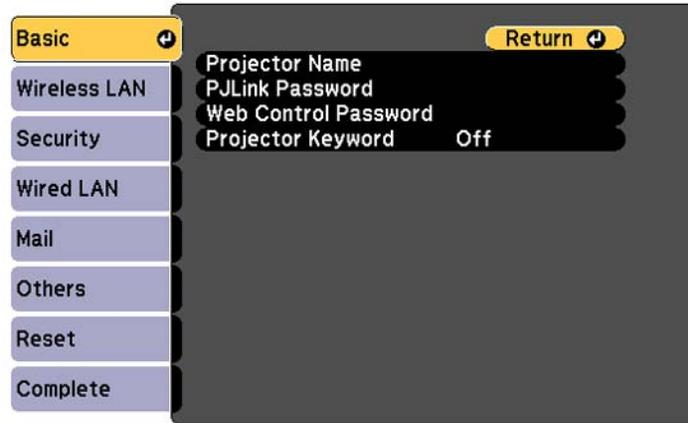 Basic
Wireless LAN
Security
Wired LAN
Mail
Others
Reset
Complete
Return
Projector Name
PJLink Password
Web Control Password
Projector Keyword Off